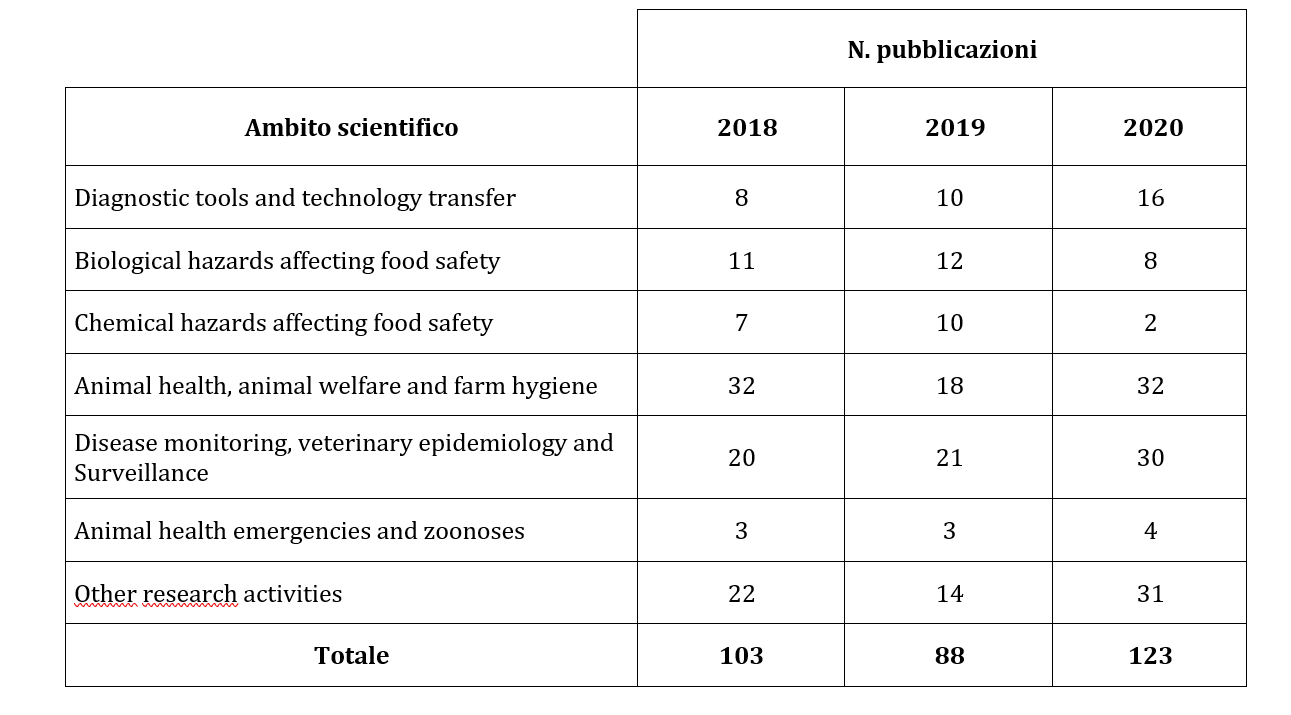 N. pubblicazioni
Ambito scientifico 2018 2019 2020
Diagnostic tools and technology transfer 8 10 16
Biological hazards affecting food safety 11 12 8
Chemical hazards affecting food safety 7 10 2
Animal health, animal welfare and farm hygiene 32 18 32
Disease monitoring, veterinary epidemiology and
Surveillance 20 21 30
Animal health emergencies and zoonoses 3 3 4
Other research activities 22 14 31
Totale 103 88 123